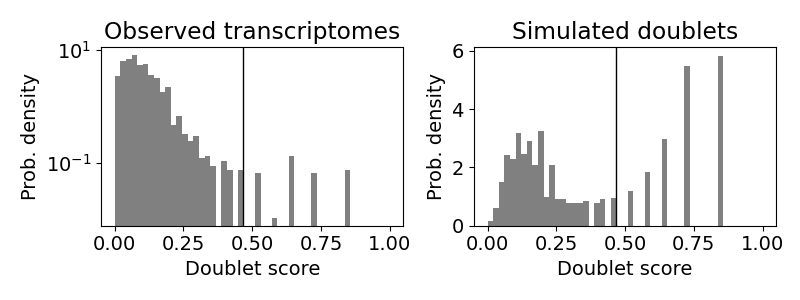 Observed transcriptomes
Prob. density
10¹
10⁻¹
0.00 0.25 0.50 0.75 1.00
Doublet score
Simulated doublets
Prob. density
6
4
2
0
0.00 0.25 0.50 0.75 1.00
Doublet score